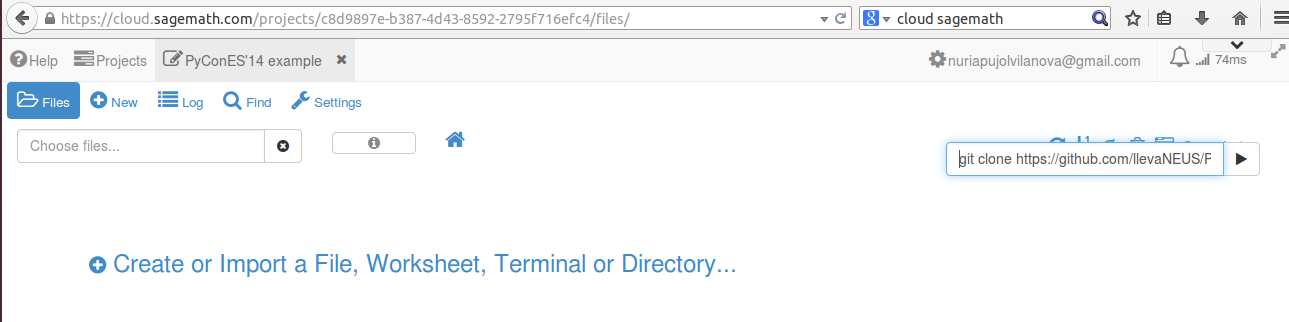 https://cloud.sagemath.com/projects/c8d9897e-b387-4d43-8592-2795f716efc4/files/ cloud sagemath
Help Projects PyConES'14 example nuriapujolvilanova@gmail.com 74ms
Files New Log Find Settings
Choose files...
git clone https://github.com/llevaNEUS/F
Create or Import a File, Worksheet, Terminal or Directory...